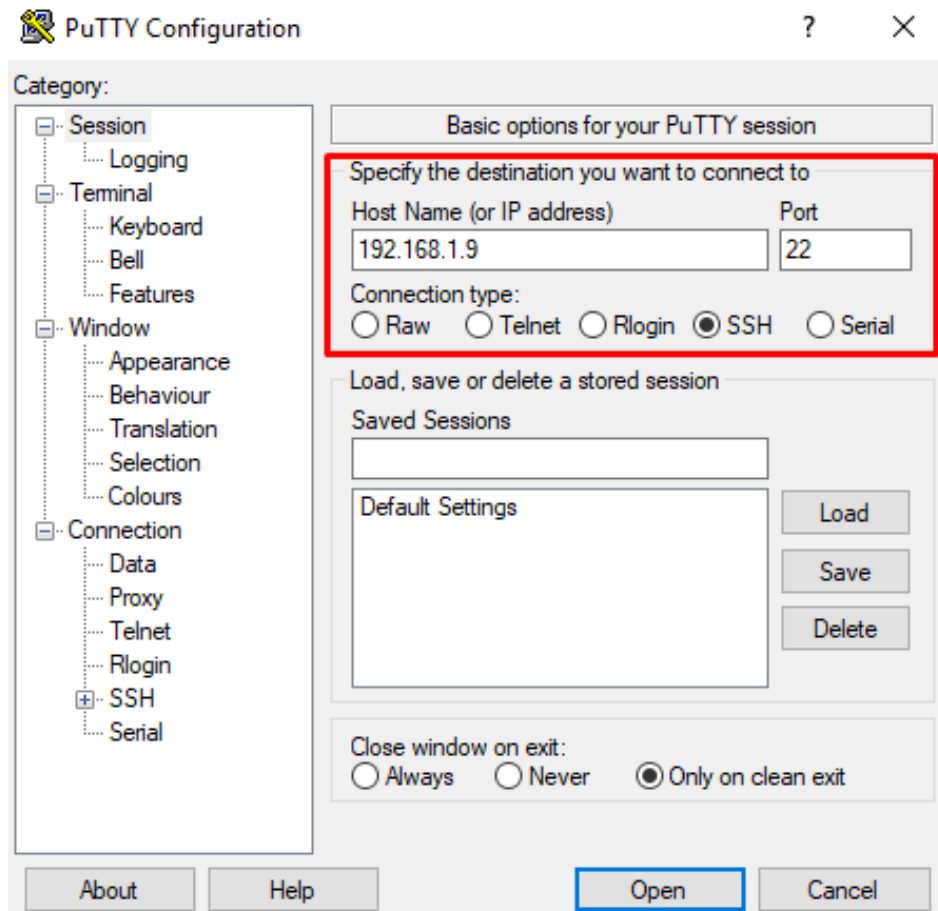 PuTTY Configuration
?
Category:
Session
Logging
Terminal
Keyboard
Bell
Features
Window
Appearance
Behaviour
Translation
Selection
Colours
Connection
Data
Proxy
Telnet
Rlogin
SSH
Serial
Basic options for your PuTTY session
Specify the destination you want to connect to
Host Name (or IP address) Port
192.168.1.9 22
Connection type:
Raw Telnet Rlogin SSH Serial
Load, save or delete a stored session
Saved Sessions
Default Settings
Load
Save
Delete
Close window on exit:
Always Never Only on clean exit
About Help Open Cancel